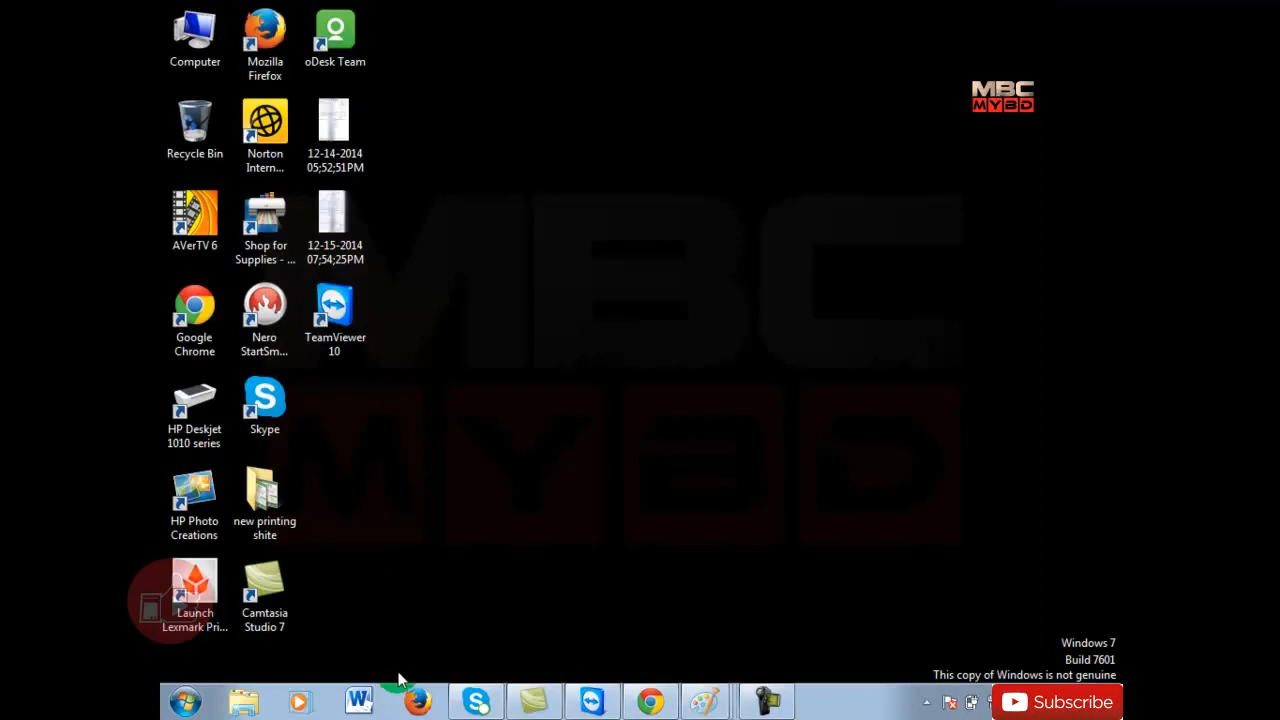 Computer
Mozilla
Firefox
oDesk Team
MBC
MYBD
Recycle Bin
Norton
Intern...
12-14-2014
05;52;51PM
AVerTV 6
Shop for
Supplies - ...
12-15-2014
07;54;25PM
MBC
MYBD
Google
Chrome
Nero
StartSm...
TeamViewer
10
HP Deskjet
1010 series
Skype
HP Photo
Creations
new printing
shite
Launch
Lexmark Pri...
Camtasia
Studio 7
Windows 7
Build 7601
This copy of Windows is not genuine
Subscribe